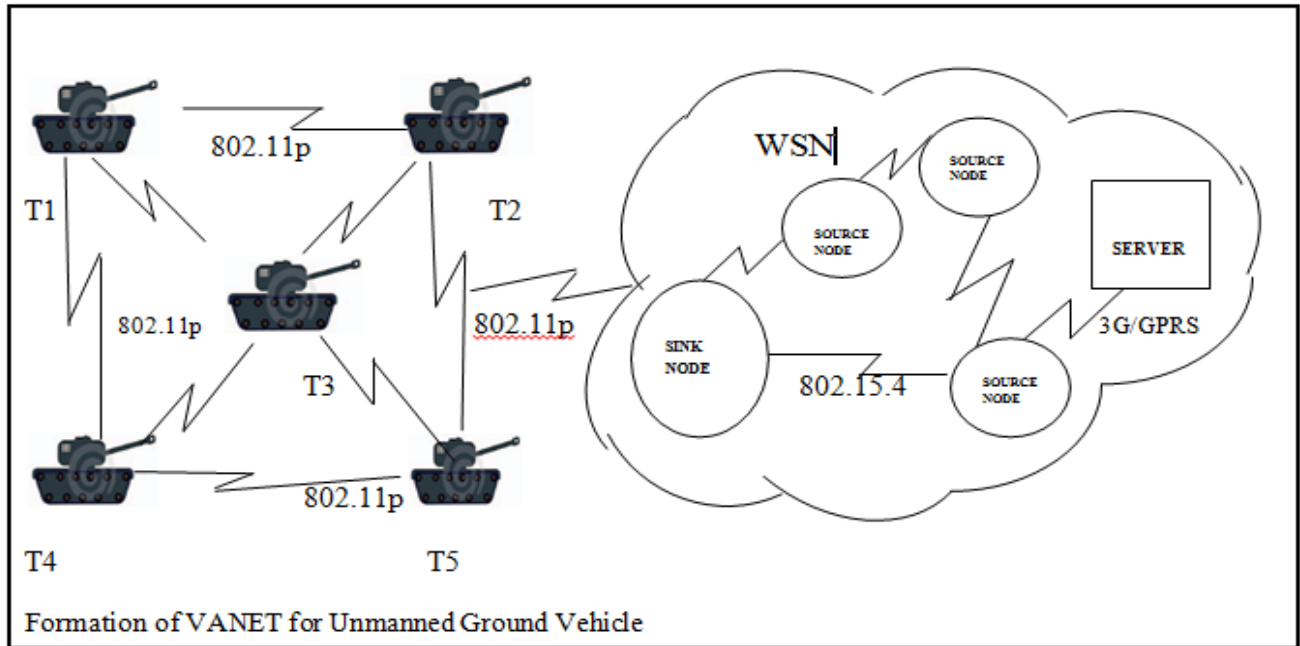 802.11p
T1
T2
802.11p
T3
802.11p
802.11p
T4
T5
WSN
SOURCE
NODE
SOURCE
NODE
SERVER
3G/GPRS
SINK
NODE
802.15.4
SOURCE
NODE
Formation of VANET for Unmanned Ground Vehicle